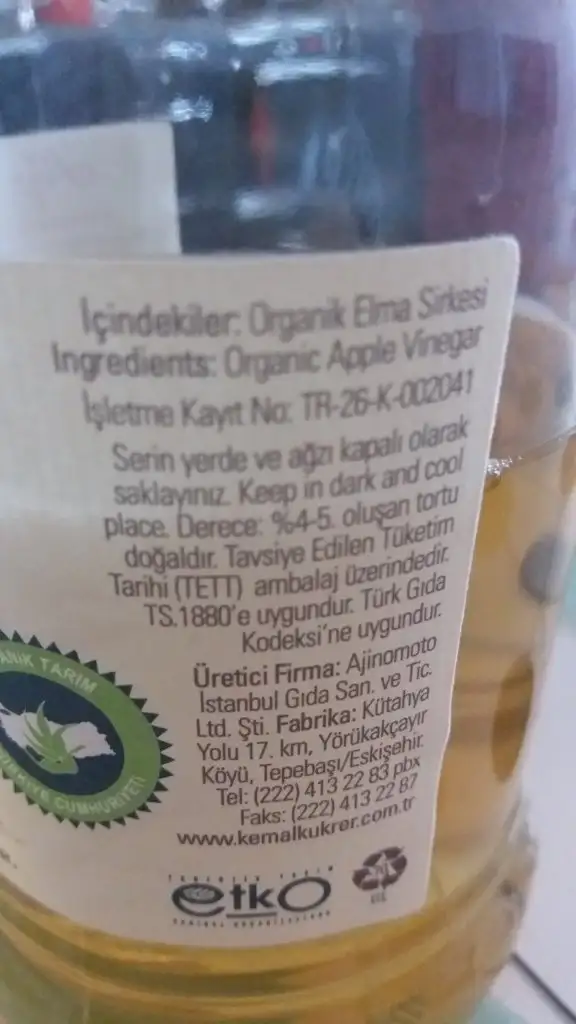 İçindekiler: Organik Elma Sirkesi
Ingredients: Organic Apple Vinegar
İşletme Kayıt No: TR-26-K-002041
Serin yerde ve ağzı kapalı olarak
saklayınız. Keep in dark and cool
place. Derece: %4-5. oluşan tortu
doğaldır. Tavsiye Edilen Tüketim
Tarihi (TETT) ambalaj üzerindedir.
TS.1880'e uygundur. Türk Gıda
Kodeksi'ne uygundur.
Üretici Firma: Ajinomoto
İstanbul Gıda San. ve Tic.
Ltd. Şti. Fabrika: Kütahya
Yolu 17. km, Yörükakçayır
Köyü, Tepebaşı/Eskişehir.
Tel: (222) 413 22 83 pbx
Faks: (222) 413 22 87
www.kemalkukrer.com.tr
TARIM
CUMHURİYETİ
etko